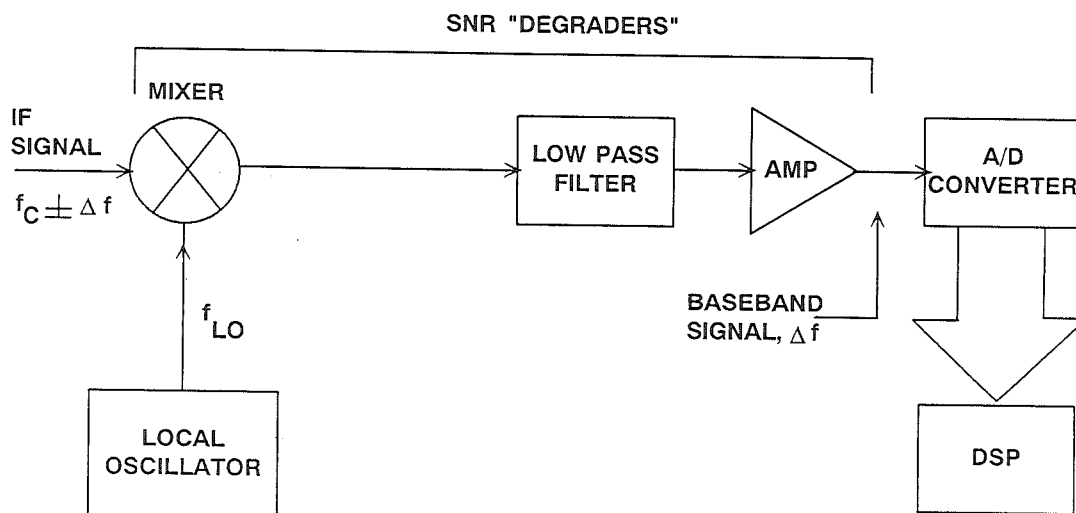 SNR "DEGRADERS"
MIXER
IF
SIGNAL
f_C ± Δ f
LOW PASS
FILTER
AMP
A/D
CONVERTER
f_LO
BASEBAND
SIGNAL, Δ f
LOCAL
OSCILLATOR
DSP